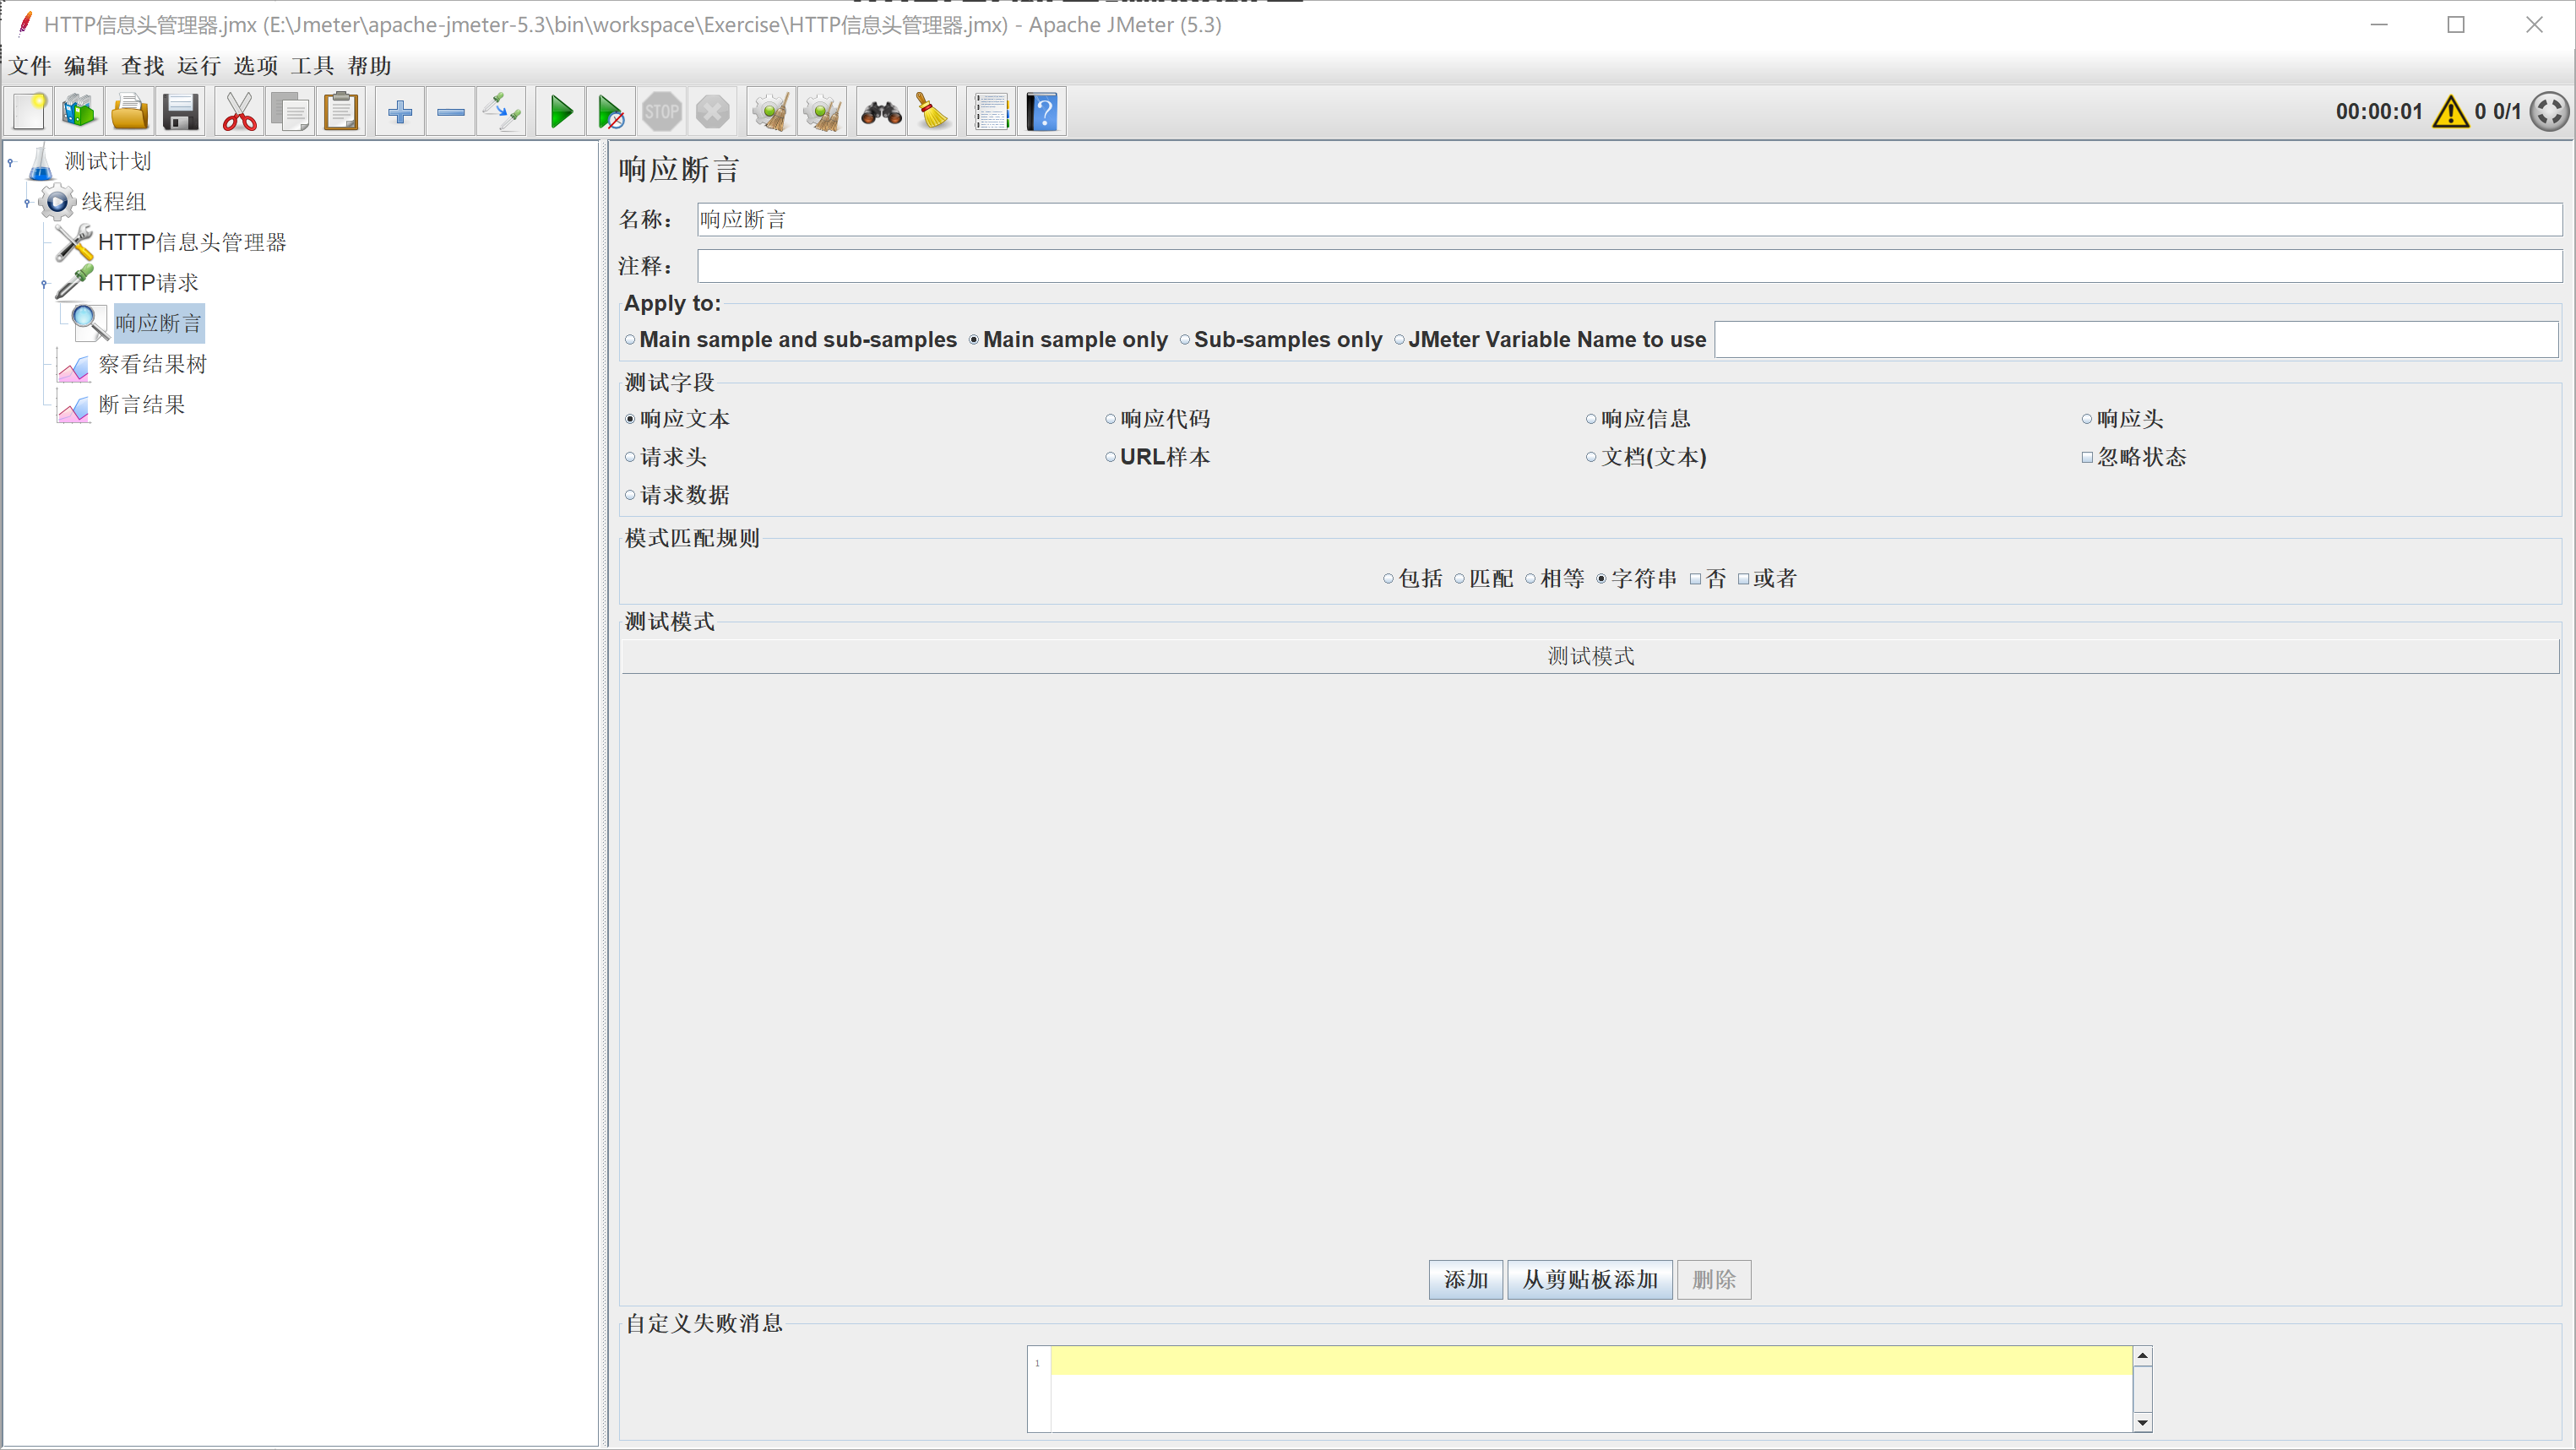 HTTP信息头管理器.jmx (E:\Jmeter\apache-jmeter-5.3\bin\workspace\Exercise\HTTP信息头管理器.jmx) - Apache JMeter (5.3)
文件 编辑 查找 运行 选项 工具 帮助
STOP
00:00:01 0 0/1
测试计划
线程组
HTTP信息头管理器
HTTP请求
响应断言
察看结果树
断言结果
响应断言
名称： 响应断言
注释：
Apply to:
Main sample and sub-samples Main sample only Sub-samples only JMeter Variable Name to use
测试字段
响应文本 响应代码 响应信息 响应头
请求头 URL样本 文档(文本) 忽略状态
请求数据
模式匹配规则
包括 匹配 相等 字符串 否 或者
测试模式
测试模式
添加 从剪贴板添加 删除
自定义失败消息
1